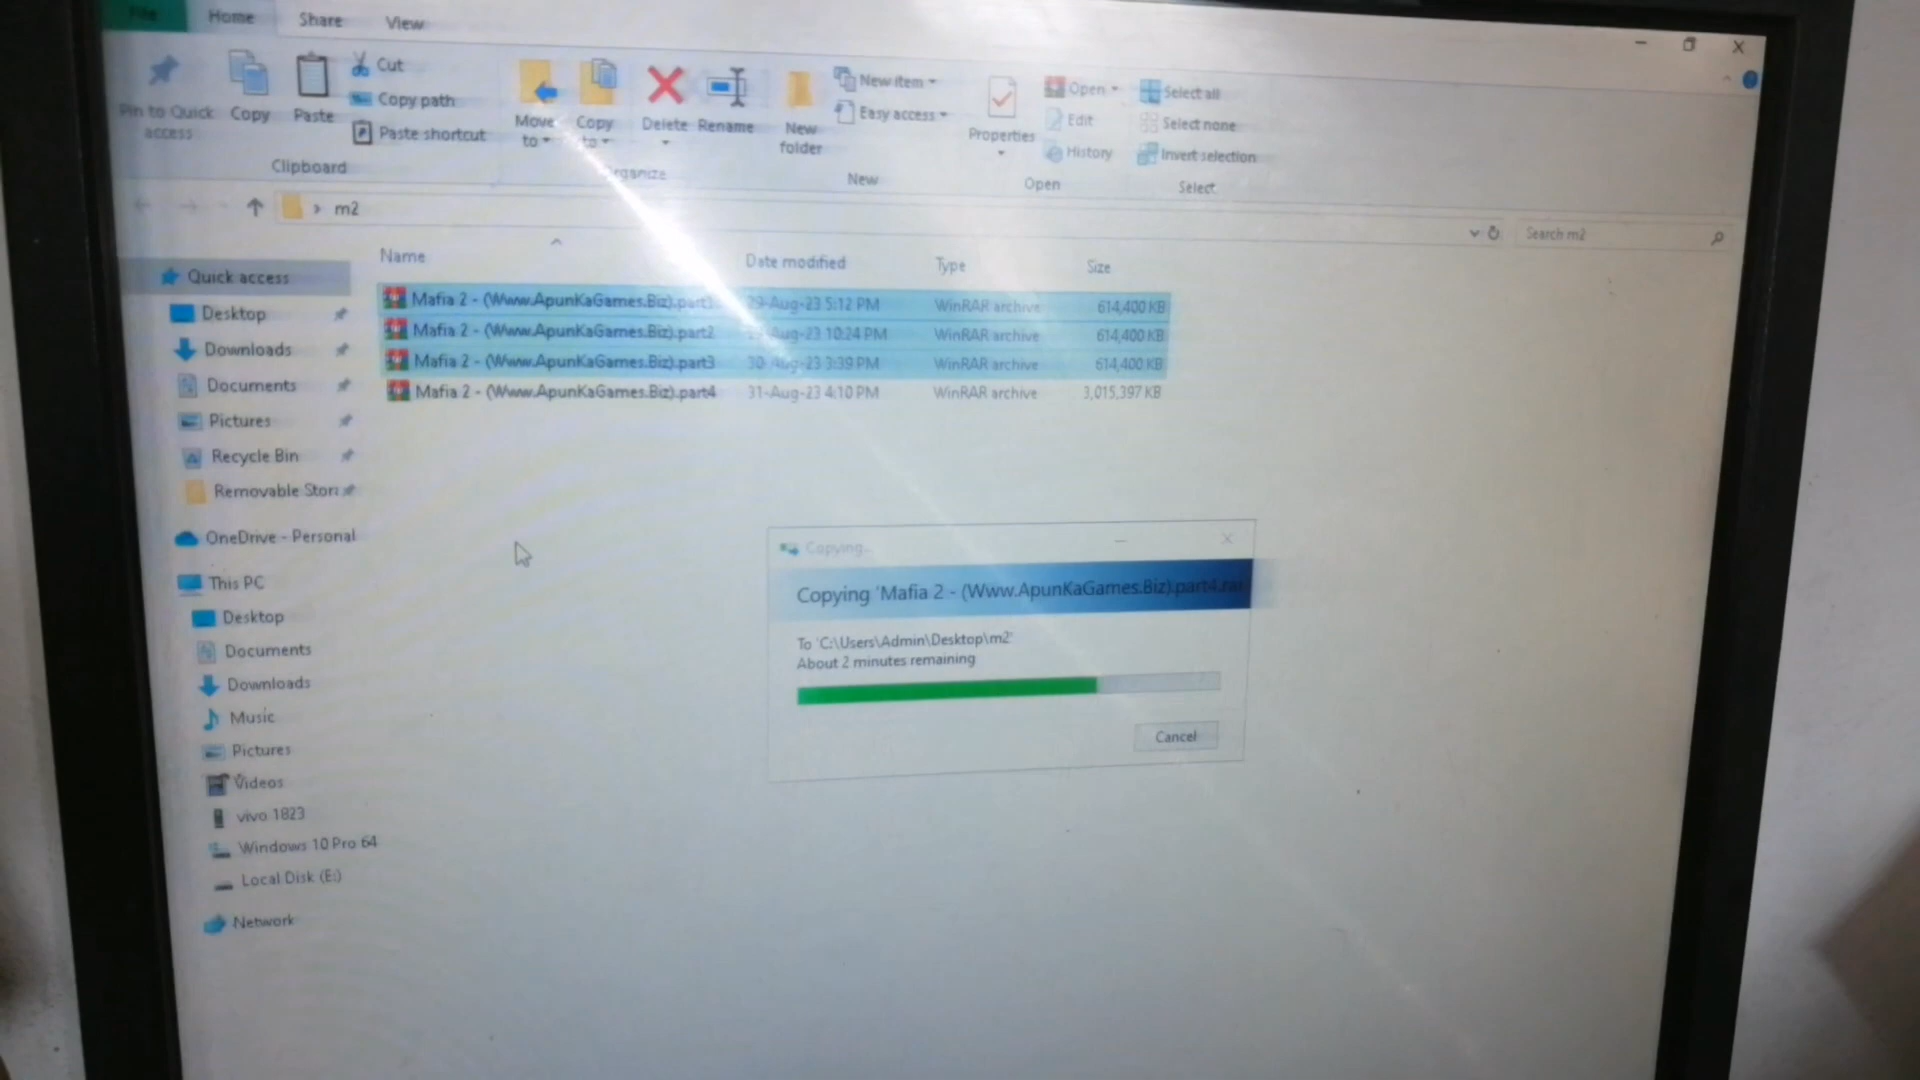 File Home Share View
Pin to Quick access
Copy
Paste
Cut
Copy path
Paste shortcut
Clipboard
Move to
Copy to
Delete
Rename
New folder
New item
Easy access
New
Properties
Open
Edit
History
Open
Select all
Select none
Invert selection
Select
m2
Search m2
Name Date modified Type Size
Mafia 2 - (Www.ApunKaGames.Biz).part1 29-Aug-23 5:12 PM WinRAR archive 614,400 KB
Mafia 2 - (Www.ApunKaGames.Biz).part2 Aug-23 10:24 PM WinRAR archive 614,400 KB
Mafia 2 - (Www.ApunKaGames.Biz).part3 30-Aug-23 3:39 PM WinRAR archive 614,400 KB
Mafia 2 - (Www.ApunKaGames.Biz).part4 31-Aug-23 4:10 PM WinRAR archive 3,015,397 KB
Quick access
Desktop
Downloads
Documents
Pictures
Recycle Bin
Removable Stor
OneDrive - Personal
This PC
Desktop
Documents
Downloads
Music
Pictures
Videos
vivo 1823
Windows 10 Pro 64
Local Disk (E:)
Network
Copying...
Copying 'Mafia 2 - (Www.ApunKaGames.Biz).part4.rar
To 'C:\Users\Admin\Desktop\m2'
About 2 minutes remaining
Cancel